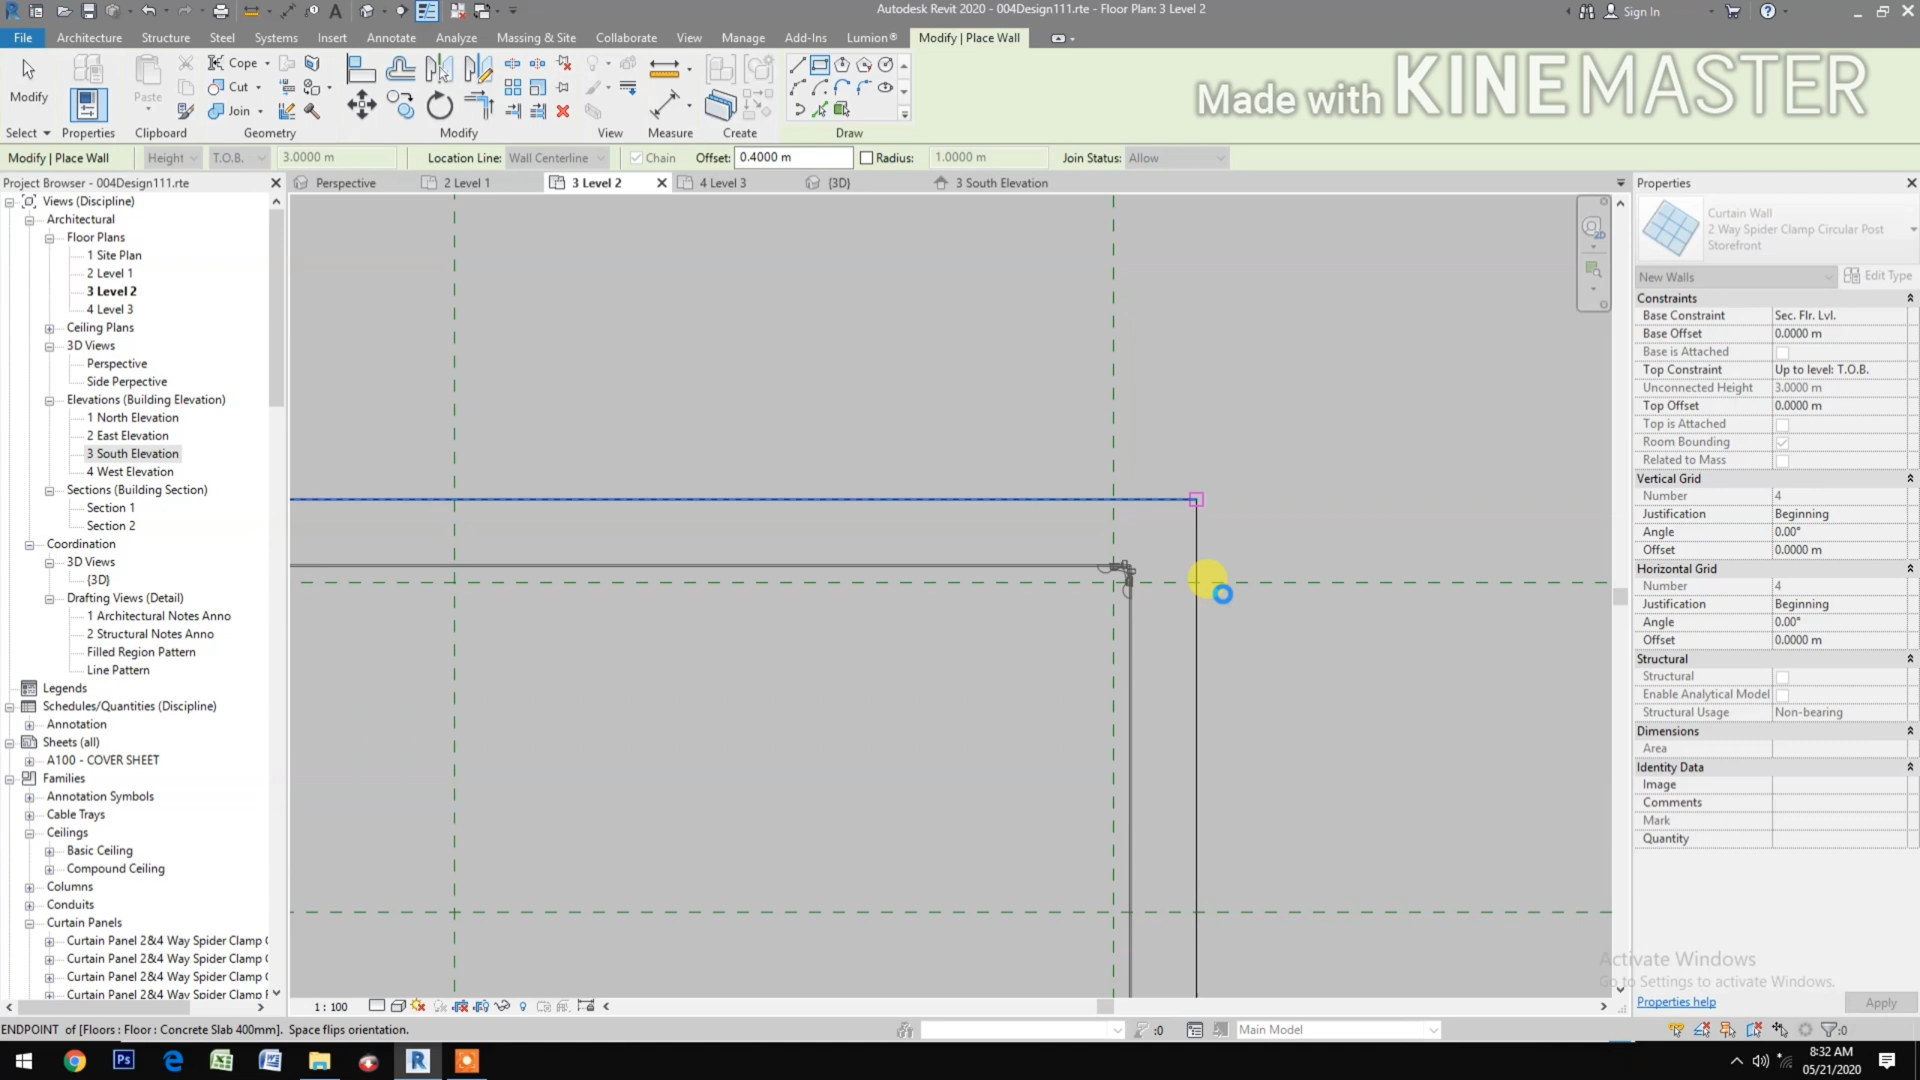 Autodesk Revit 2020 - 004Design111.rte - Floor Plan: 3 Level 2
Sign In
File Architecture Structure Steel Systems Insert Annotate Analyze Massing & Site Collaborate View Manage Add-Ins Lumion® Modify | Place Wall
Made with KINEMASTER
Modify
Paste
Cope
Cut
Join
Select Properties Clipboard Geometry Modify View Measure Create Draw
Modify | Place Wall Height T.O.B. 3.0000 m Location Line: Wall Centerline Chain Offset: 0.4000 m Radius: 1.0000 m Join Status: Allow
Project Browser - 004Design111.rte
Perspective 2 Level 1 3 Level 2 4 Level 3 {3D} 3 South Elevation
Views (Discipline)
Architectural
Floor Plans
1 Site Plan
2 Level 1
3 Level 2
4 Level 3
Ceiling Plans
3D Views
Perspective
Side Perpective
Elevations (Building Elevation)
1 North Elevation
2 East Elevation
3 South Elevation
4 West Elevation
Sections (Building Section)
Section 1
Section 2
Coordination
3D Views
{3D}
Drafting Views (Detail)
1 Architectural Notes Anno
2 Structural Notes Anno
Filled Region Pattern
Line Pattern
Legends
Schedules/Quantities (Discipline)
Annotation
Sheets (all)
A100 - COVER SHEET
Families
Annotation Symbols
Cable Trays
Ceilings
Basic Ceiling
Compound Ceiling
Columns
Conduits
Curtain Panels
Curtain Panel 2&4 Way Spider Clamp
Curtain Panel 2&4 Way Spider Clamp
Curtain Panel 2&4 Way Spider Clamp
Curtain Panel 2&4 Way Spider Clamp
2D
Properties
Curtain Wall
2 Way Spider Clamp Circular Post
Storefront
New Walls Edit Type
Constraints
Base Constraint Sec. Flr. Lvl.
Base Offset 0.0000 m
Base is Attached
Top Constraint Up to level: T.O.B.
Unconnected Height 3.0000 m
Top Offset 0.0000 m
Top is Attached
Room Bounding
Related to Mass
Vertical Grid
Number 4
Justification Beginning
Angle 0.00°
Offset 0.0000 m
Horizontal Grid
Number 4
Justification Beginning
Angle 0.00°
Offset 0.0000 m
Structural
Structural
Enable Analytical Model
Structural Usage Non-bearing
Dimensions
Area
Identity Data
Image
Comments
Mark
Quantity
Activate Windows
Go to Settings to activate Windows.
Properties help Apply
1 : 100
ENDPOINT of [Floors : Floor : Concrete Slab 400mm]. Space flips orientation.
:0 Main Model :0
8:32 AM
05/21/2020